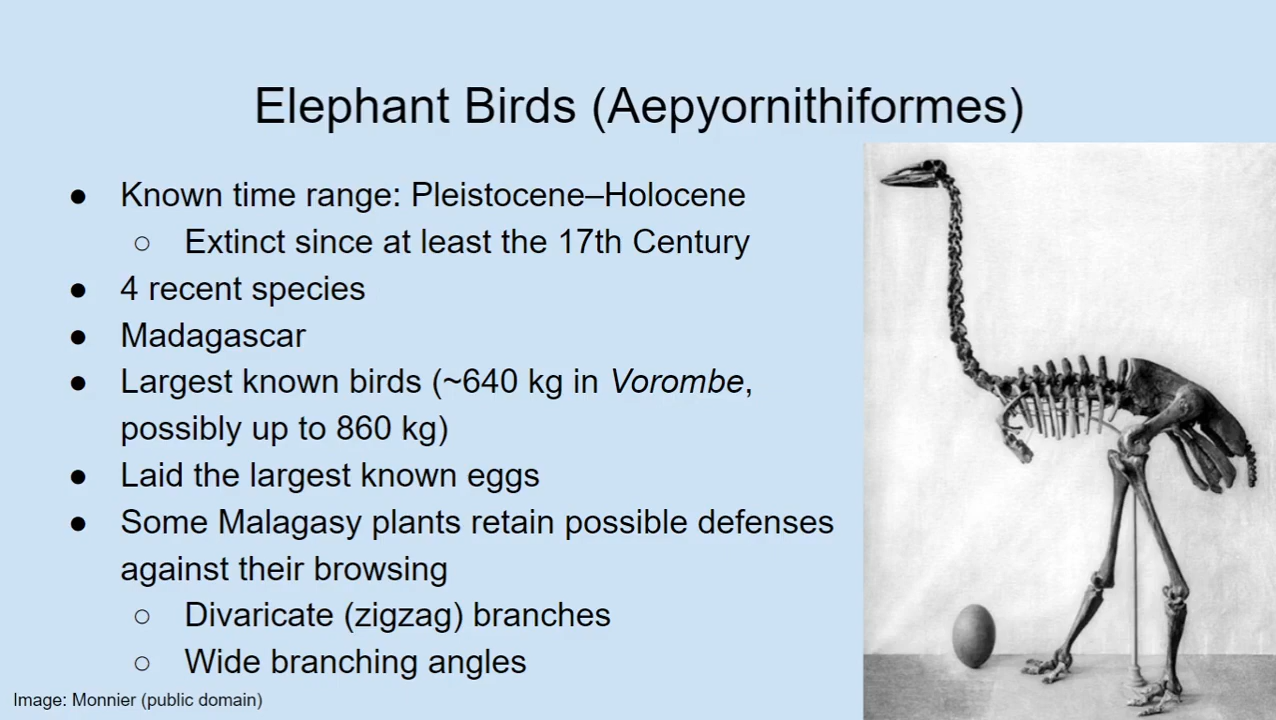 Elephant Birds (Aepyornithiformes)
● Known time range: Pleistocene–Holocene
○ Extinct since at least the 17th Century
● 4 recent species
● Madagascar
● Largest known birds (~640 kg in Vorombe,
possibly up to 860 kg)
● Laid the largest known eggs
● Some Malagasy plants retain possible defenses
against their browsing
○ Divaricate (zigzag) branches
○ Wide branching angles
Image: Monnier (public domain)